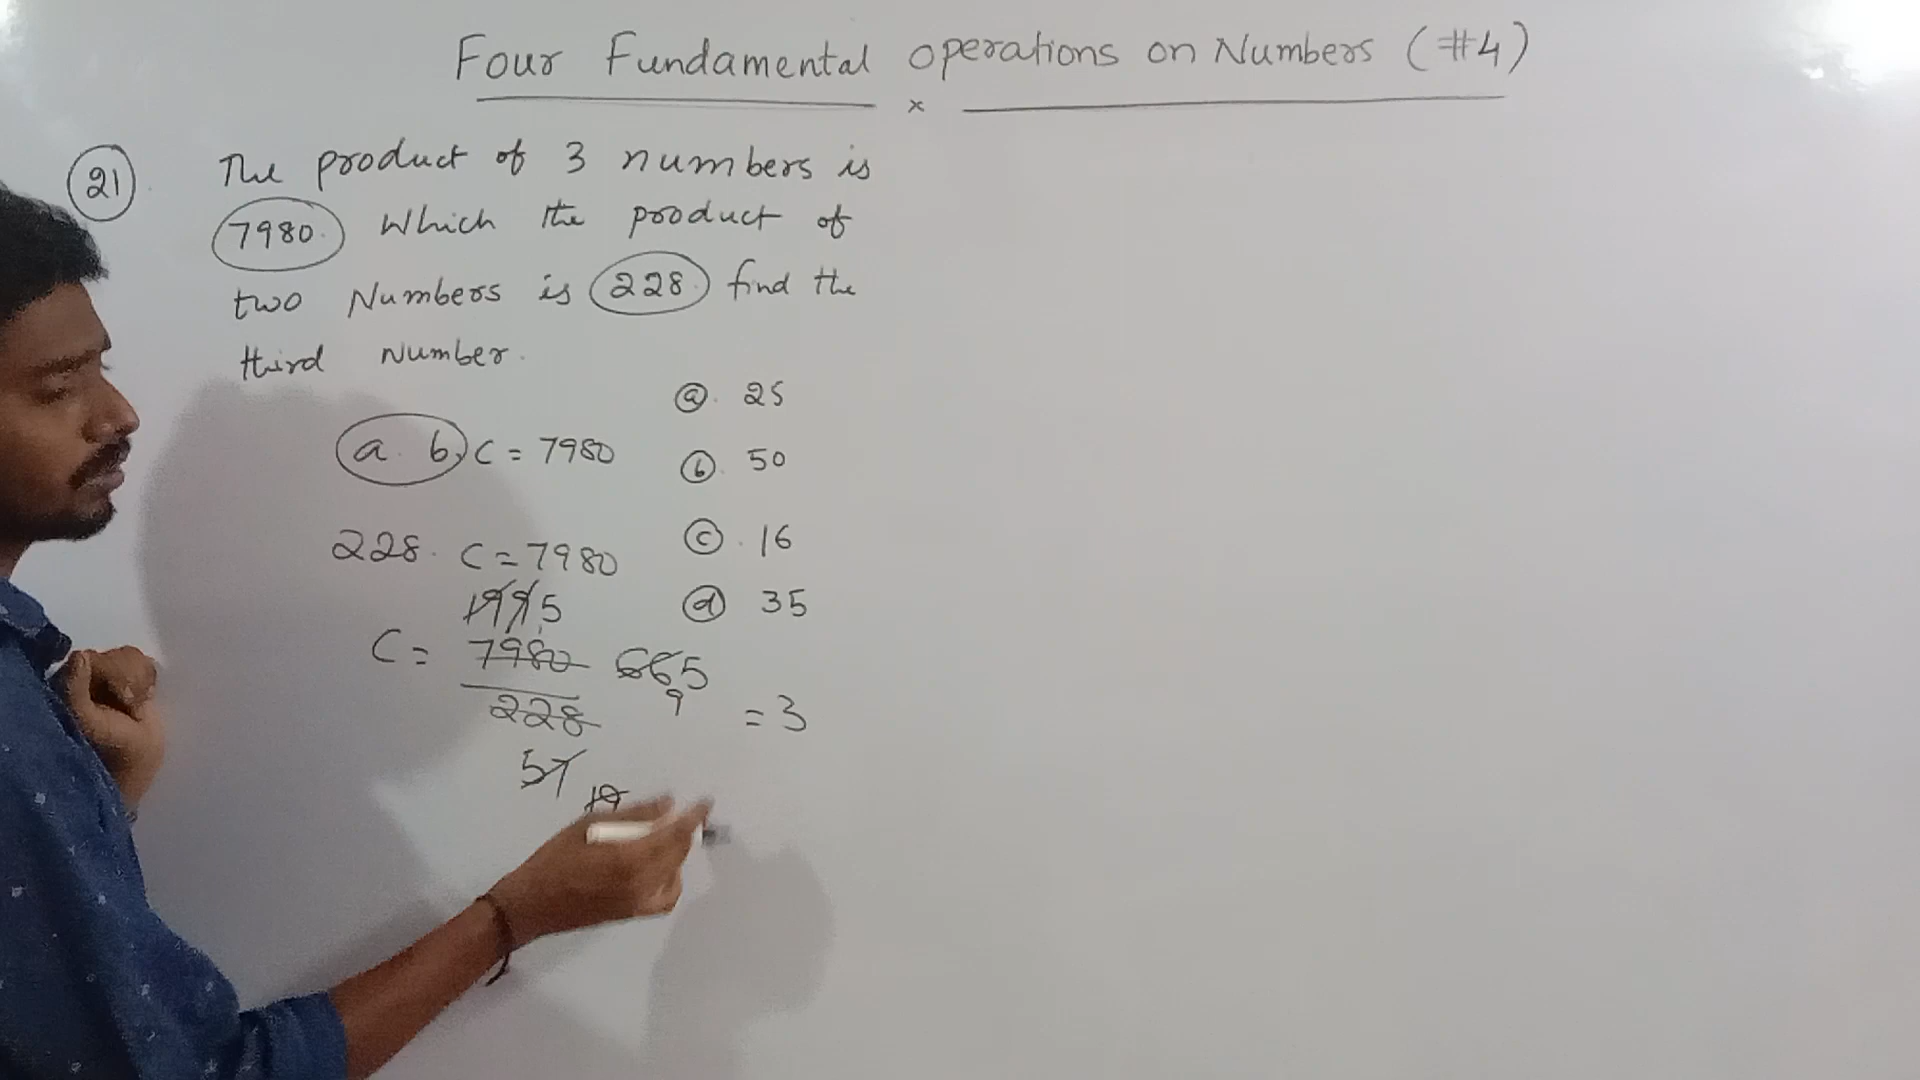 Four Fundamental Operations on Numbers (#4)
x
21 The product of 3 numbers is
7980. Which the product of
two Numbers is 228. find the
third Number.
a. 25
a. b. c = 7980
b. 50
228. c = 7980
c. 16
1995
d 35
C = 7980 665
228 9 = 3
57
19